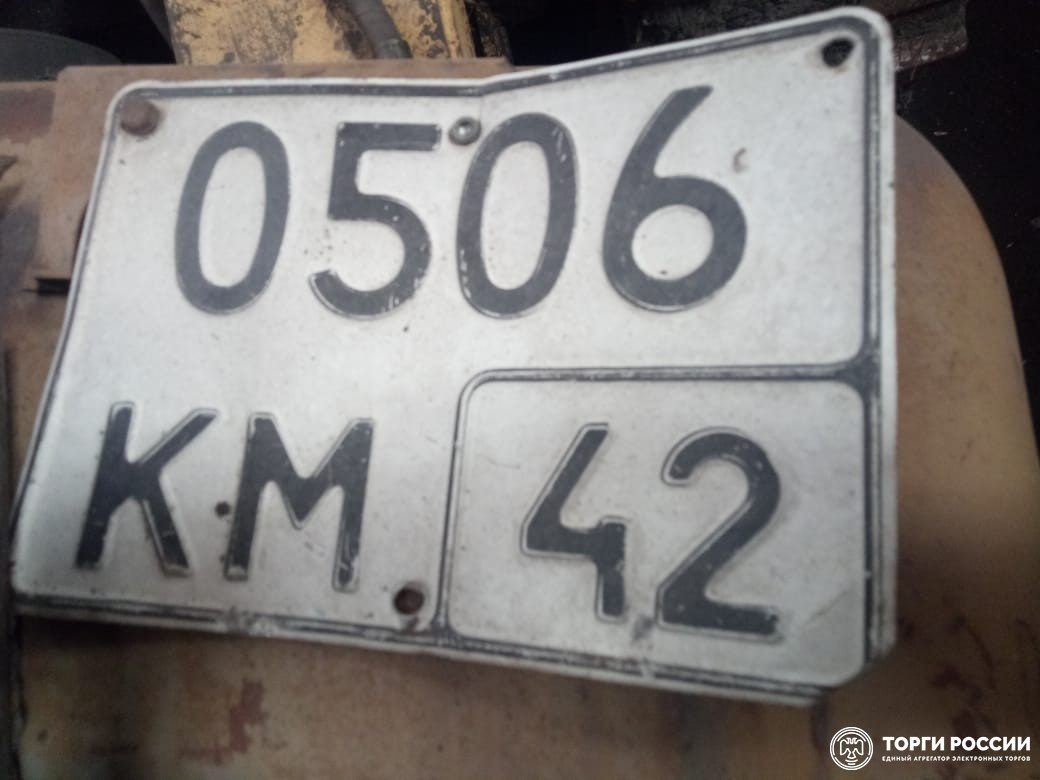 0506
КМ 42
ТОРГИ РОССИИ
ЕДИНЫЙ АГРЕГАТОР ЭЛЕКТРОННЫХ ТОРГОВ